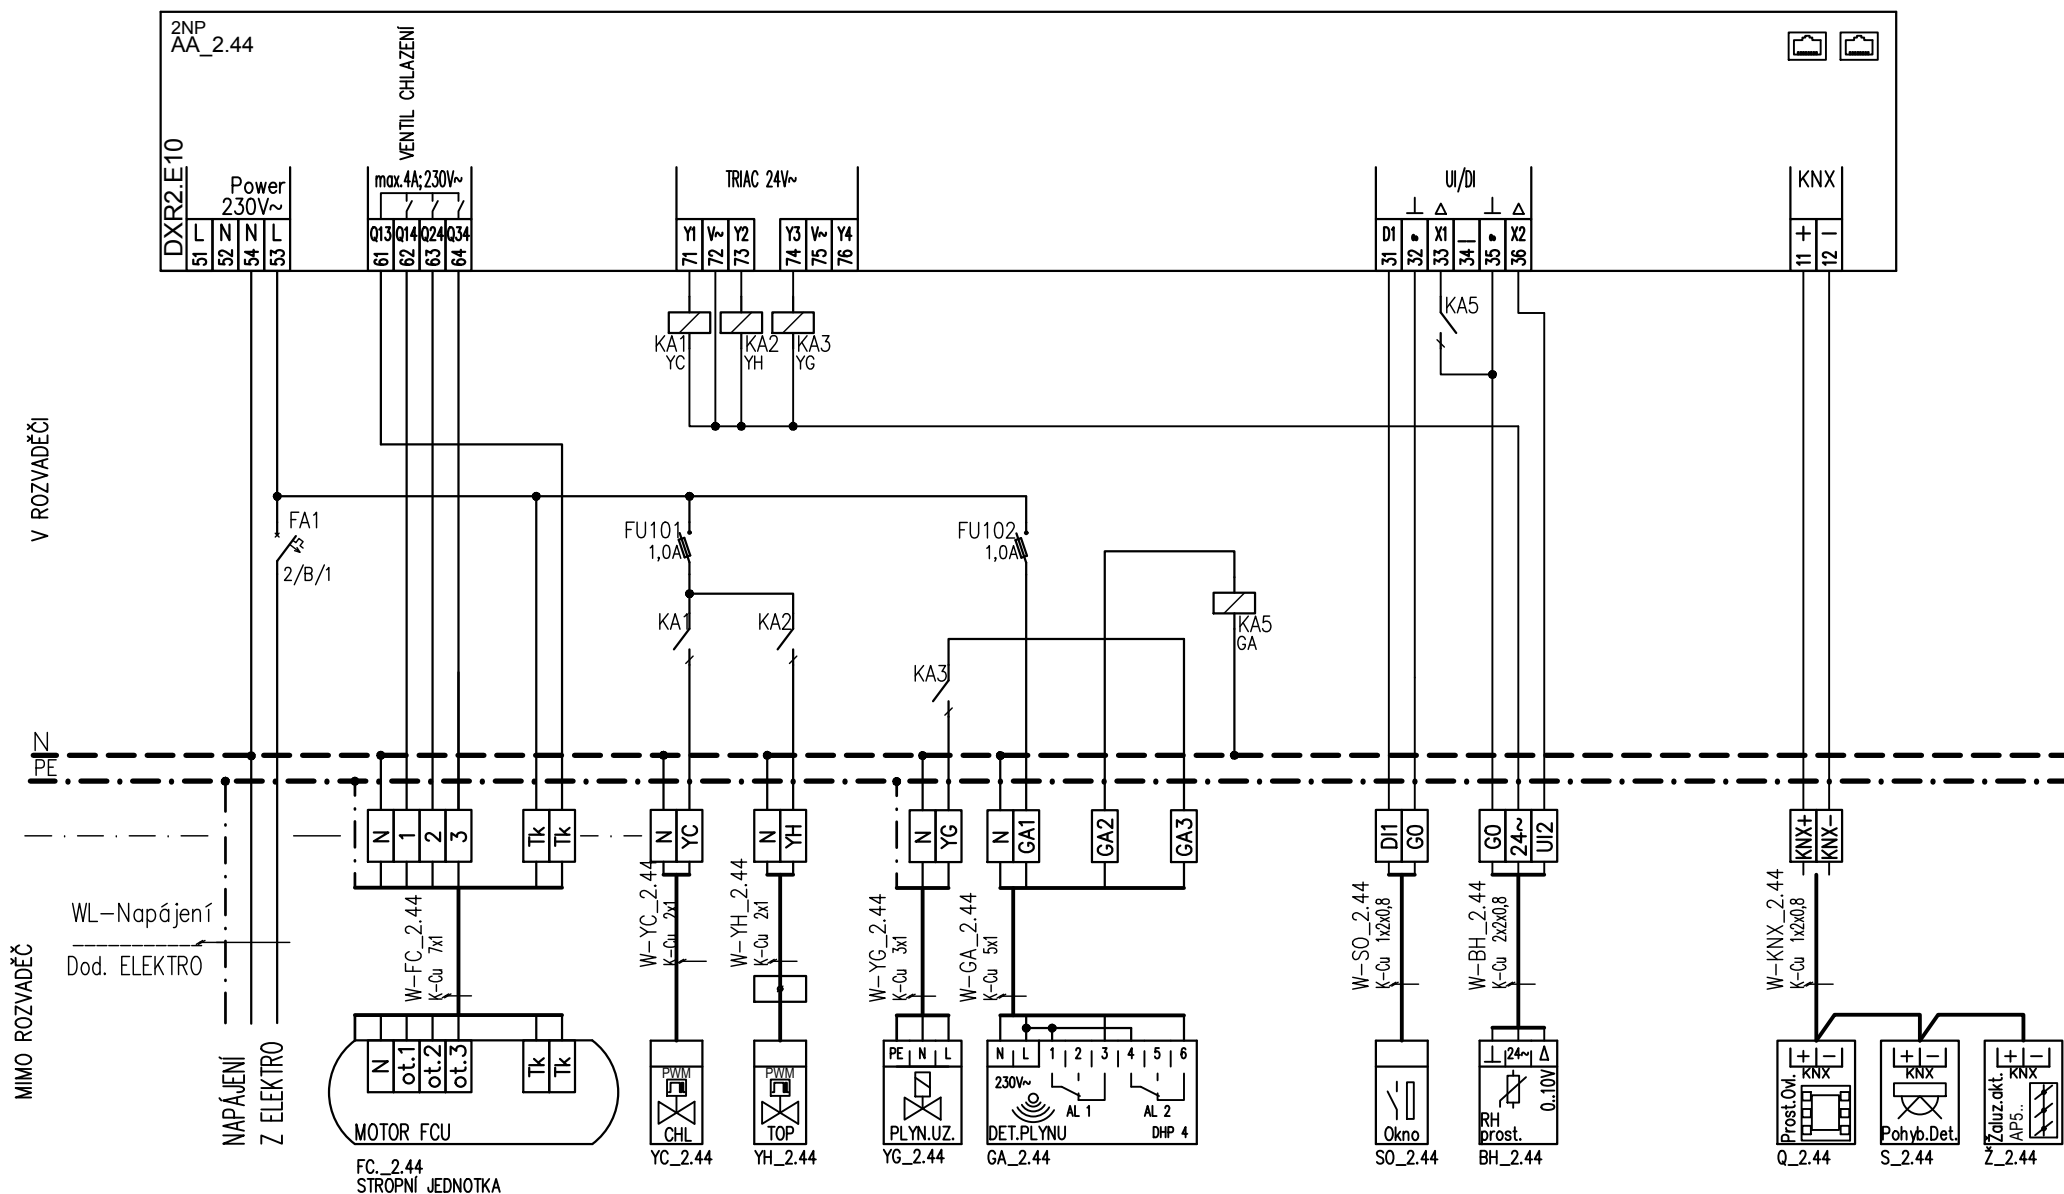 2NP
AA_2.44
DXR2.E10
VENTIL CHLAZENÍ
Power
230V~
L
N
N
L
51
52
54
53
max.4A;230V~
Q13
Q14
Q24
Q34
61
62
63
64
TRIAC 24V~
Y1
V~
Y2
71
72
73
Y3
V~
Y4
74
75
76
UI/DI
⊥ Δ ⊥ Δ
D1
X1
X2
31
32
33
34
35
36
KNX
+
−
11
12
KA1
YC
KA2
YH
KA3
YG
KA5
V ROZVADĚČI
FA1
2/B/1
FU101
1,0A
FU102
1,0A
KA1
KA2
KA3
KA5
GA
N
PE
N
1
2
3
Tk
Tk
N
YC
N
YH
N
YG
N
GA1
GA2
GA3
DI1
G0
G0
24~
UI2
KNX+
KNX-
MIMO ROZVADĚČ
WL-Napájení
Dod. ELEKTRO
NAPÁJENÍ
Z ELEKTRO
W-FC_2.44
K-Cu 7x1
W-YC_2.44
K-Cu 2x1
W-YH_2.44
K-Cu 2x1
W-YG_2.44
K-Cu 3x1
W-GA_2.44
K-Cu 5x1
W-SO_2.44
K-Cu 1x2x0,8
W-BH_2.44
K-Cu 2x2x0,8
W-KNX_2.44
K-Cu 1x2x0,8
N
ot.1
ot.2
ot.3
Tk
Tk
MOTOR FCU
FC._2.44
STROPNÍ JEDNOTKA
PWM
CHL
YC_2.44
PWM
TOP
YH_2.44
PE N L
PLYN.UZ.
YG_2.44
N L 1 2 3 4 5 6
230V~
AL 1
AL 2
DET.PLYNU
DHP 4
GA_2.44
Okno
SO_2.44
⊥ 24~ Δ
0..10V
RH
prost.
BH_2.44
+ −
KNX
Prost.Ovl.
Q_2.44
+ −
KNX
Pohyb.Det.
S_2.44
+ −
KNX
Žaluz.akt.
AP5..
Ž_2.44